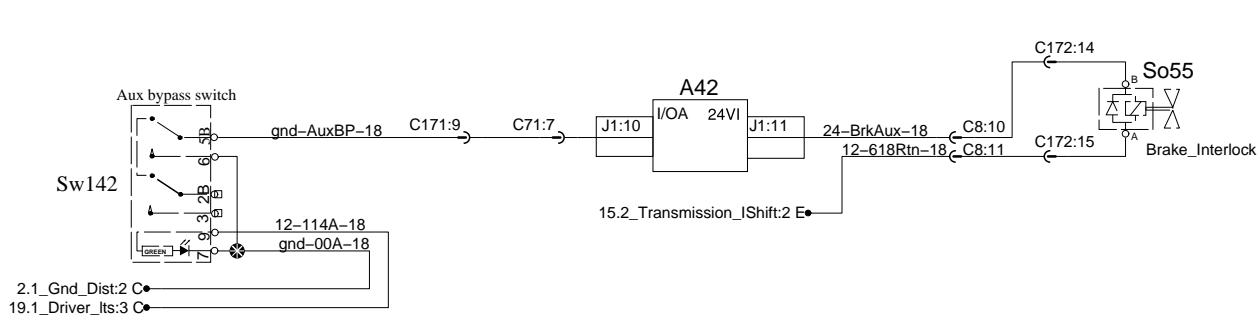 C172:14
So55
B
A42
Aux bypass switch
I/OA 24VI
5B gnd-AuxBP-18 C171:9 C71:7 J1:10 J1:11 24-BrkAux-18 C8:10
C172:15
A
12-618Rtn-18 C8:11
Brake_Interlock
6
Sw142
2B
15.2_Transmission_IShift:2 E
3
12-114A-18
9
gnd-00A-18
GREEN
7
2.1_Gnd_Dist:2 C
19.1_Driver_lts:3 C